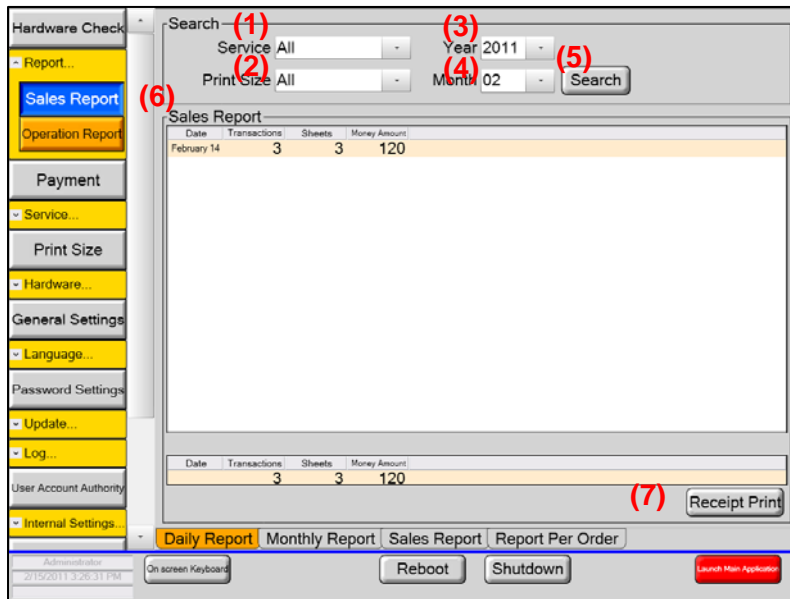 Hardware Check
Report...
Sales Report
Operation Report
Payment
Service...
Print Size
Hardware...
General Settings
Language...
Password Settings
Update...
Log...
User Account Authority
Internal Settings...
Search
(1)
Service All
(3)
Year 2011
(2)
Print Size All
(4)
Month 02
(5)
Search
(6)
Sales Report
Date Transactions Sheets Money Amount
February 14 3 3 120
Date Transactions Sheets Money Amount
3 3 120
(7)
Receipt Print
Daily Report Monthly Report Sales Report Report Per Order
Administrator
2/15/2011 3:26:31 PM
On screen Keyboard
Reboot
Shutdown
Launch Main Application